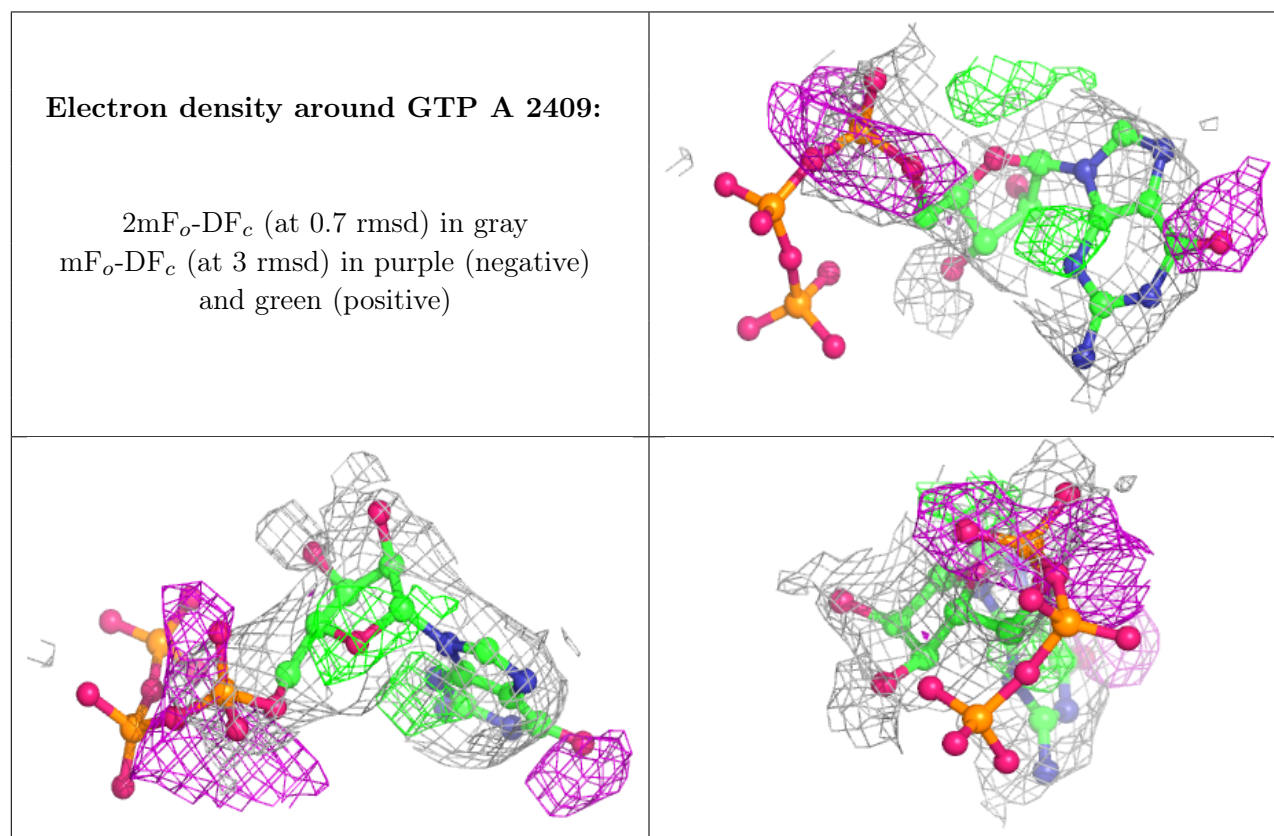 Electron density around GTP A 2409:
2mFo-DFc (at 0.7 rmsd) in gray
mFo-DFc (at 3 rmsd) in purple (negative)
and green (positive)